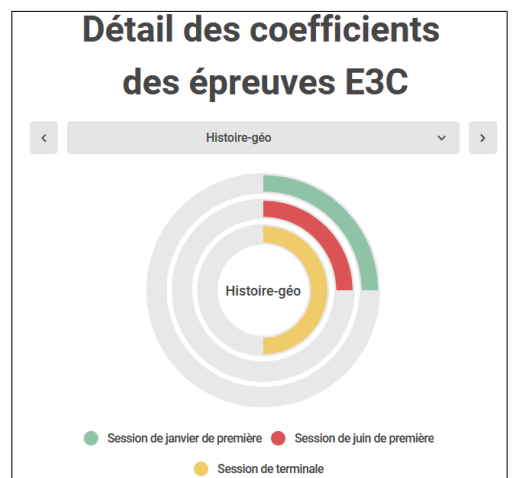 Détail des coefficients
des épreuves E3C
Histoire-géo
Histoire-géo
Session de janvier de première Session de juin de première
Session de terminale